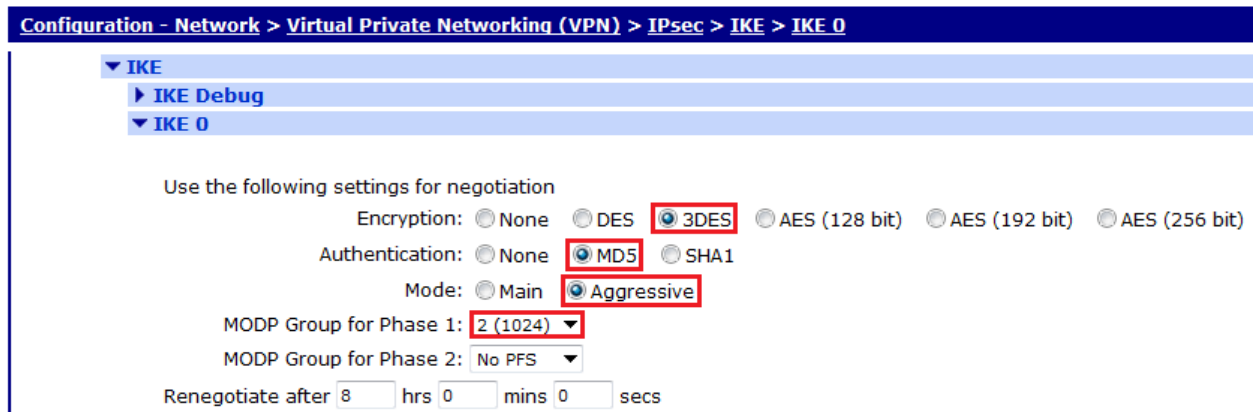 Configuration - Network > Virtual Private Networking (VPN) > IPsec > IKE > IKE 0
IKE
IKE Debug
IKE 0
Use the following settings for negotiation
Encryption: None DES 3DES AES (128 bit) AES (192 bit) AES (256 bit)
Authentication: None MD5 SHA1
Mode: Main Aggressive
MODP Group for Phase 1: 2 (1024)
MODP Group for Phase 2: No PFS
Renegotiate after 8 hrs 0 mins 0 secs